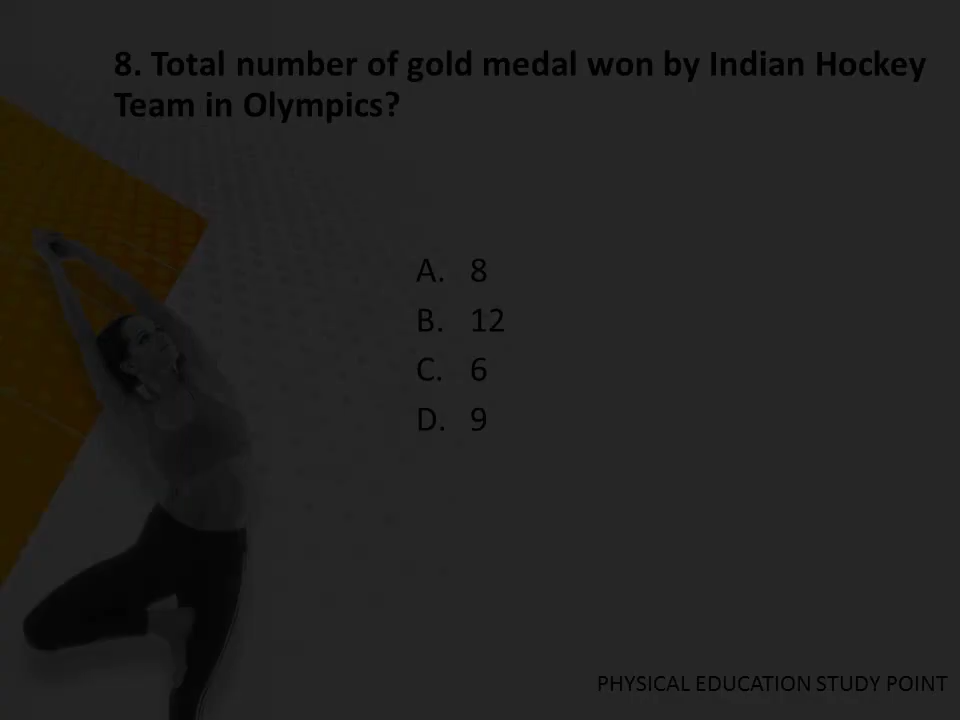 8. Total number of gold medal won by Indian Hockey
Team in Olympics?
A. 8
B. 12
C. 6
D. 9
PHYSICAL EDUCATION STUDY POINT